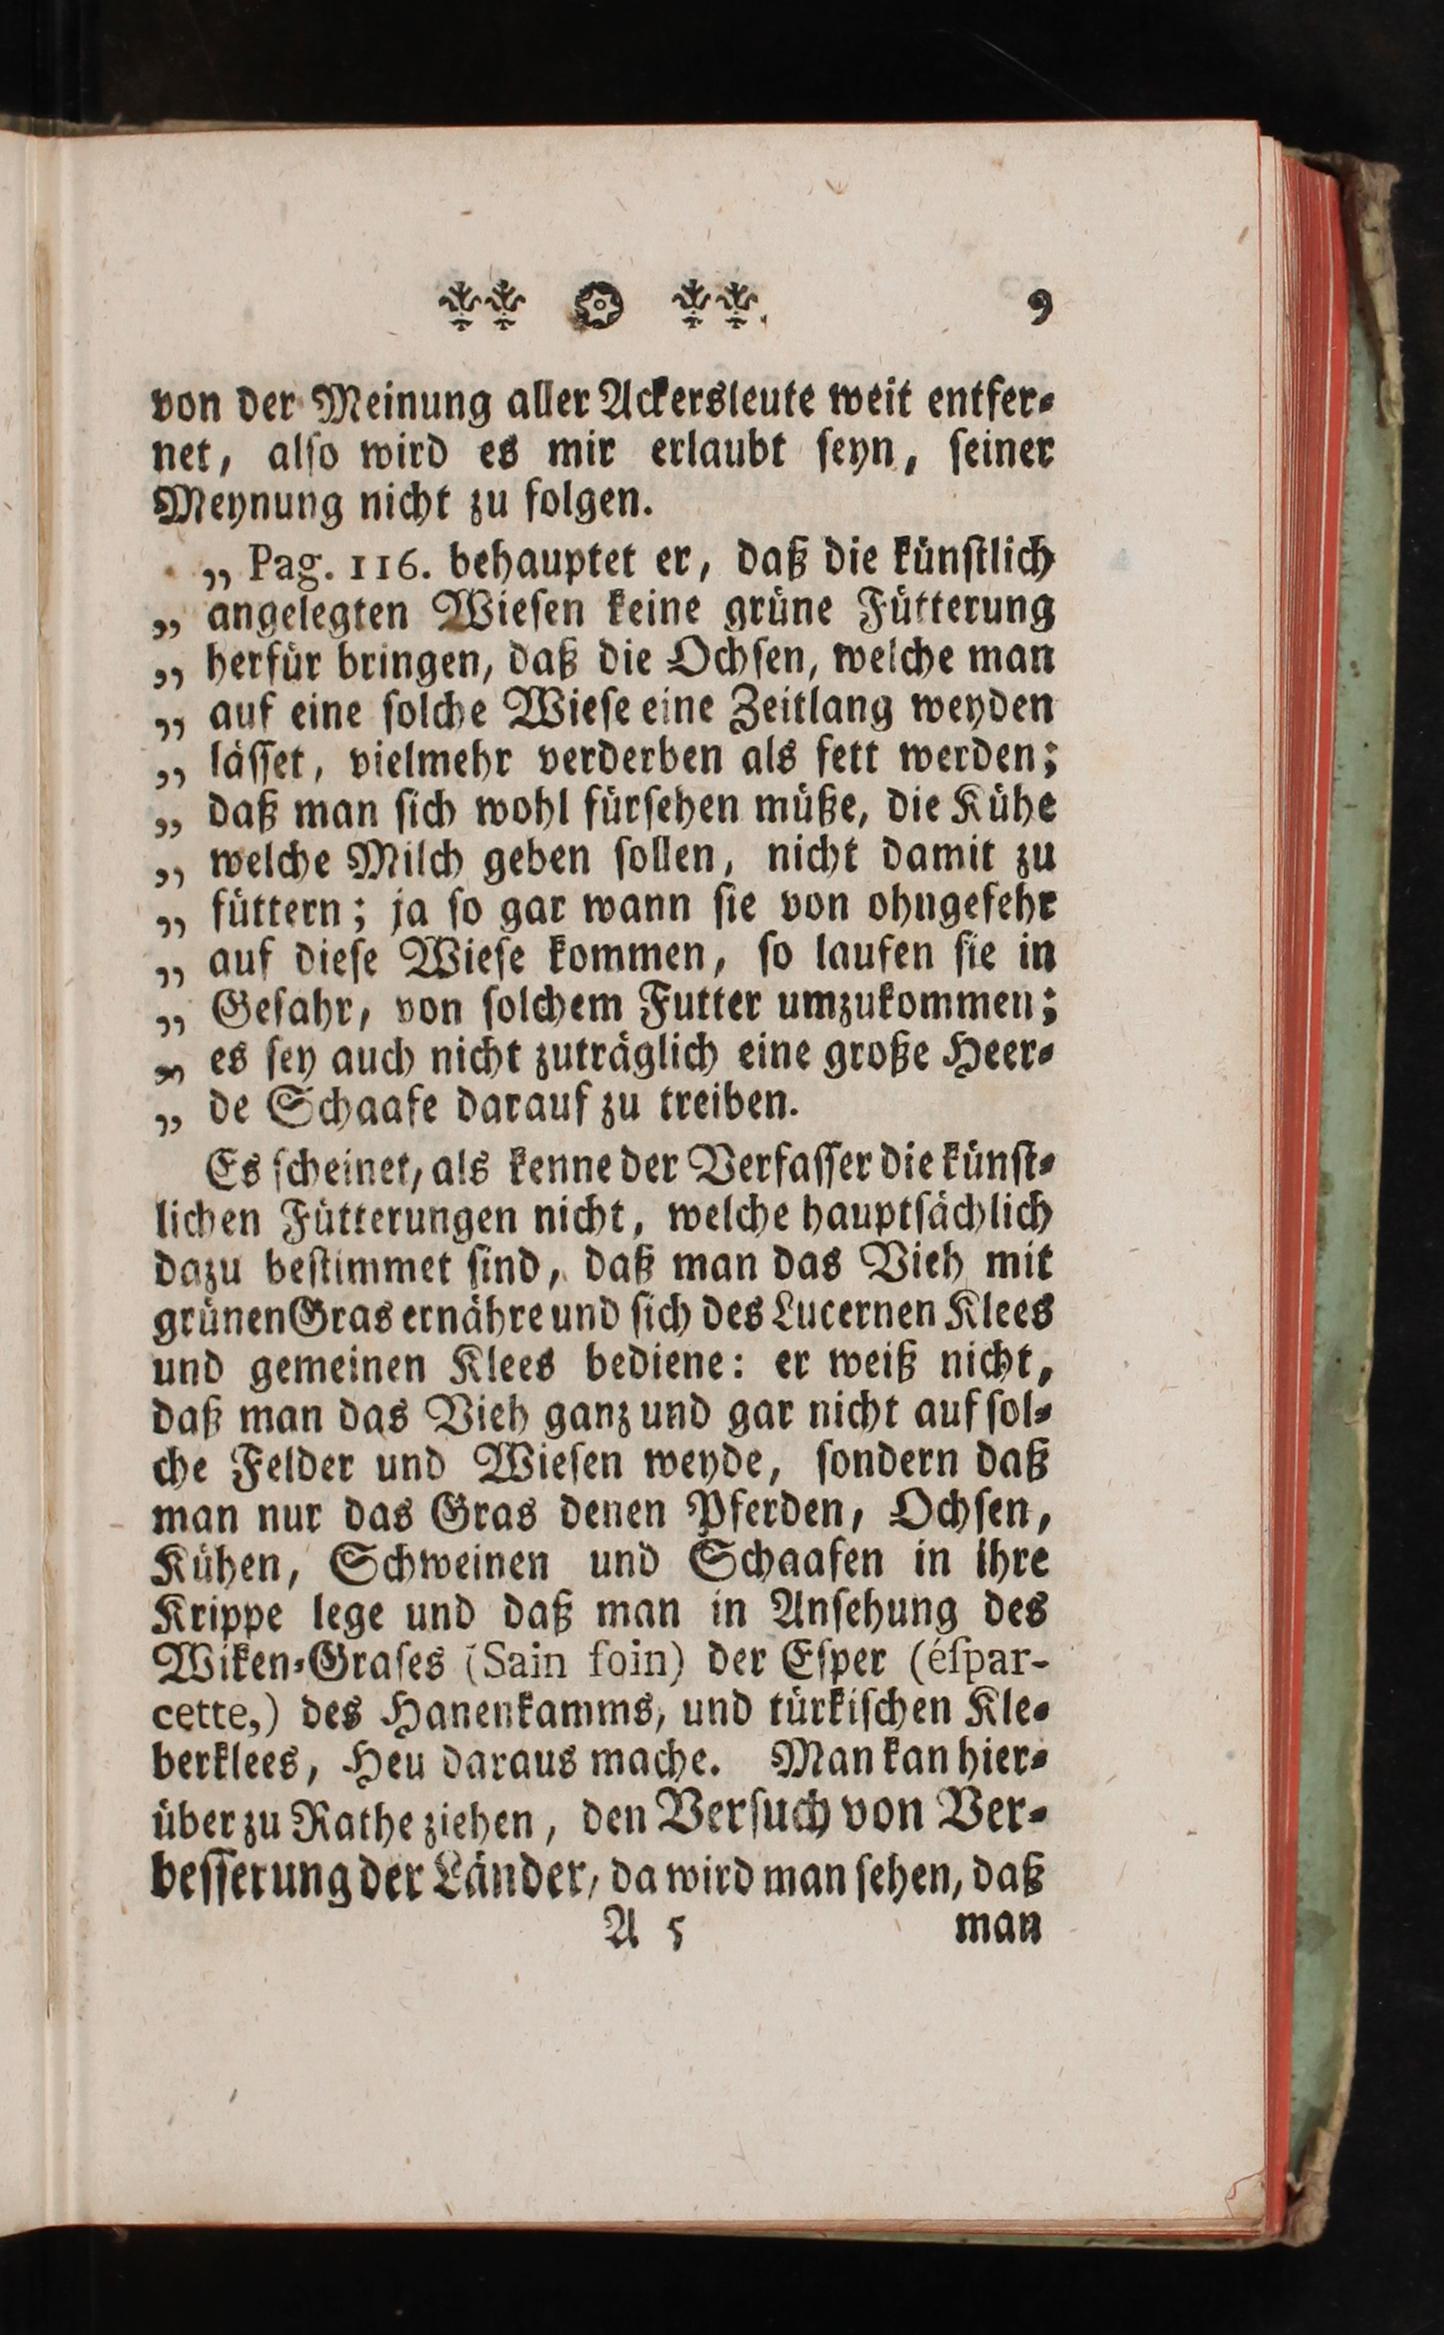 9
von der Meinung aller Ackersleute weit entfer⸗
net, alſo wird es mir erlaubt ſeyn, ſeiner
Meynung nicht zu folgen.
„ Pag. 116. behauptet er, daß die künſtlich
„ angelegten Wieſen keine grüne Fütterung
„ herfür bringen, daß die Ochſen, welche man
„ auf eine ſolche Wieſe eine Zeitlang weyden
„ läſſet, vielmehr verderben als fett werden;
„ daß man ſich wohl fürſehen müße, die Kühe
„ welche Milch geben ſollen, nicht damit zu
„ füttern; ja ſo gar wann ſie von ohngefehr
„ auf dieſe Wieſe kommen, ſo laufen ſie in
„ Gefahr, von ſolchem Futter umzukommen;
„ es ſey auch nicht zuträglich eine große Heer⸗
„ de Schaafe darauf zu treiben.
Es ſcheinet, als kenne der Verfaſſer die künſt⸗
lichen Fütterungen nicht, welche hauptſächlich
dazu beſtimmet ſind, daß man das Vieh mit
grünen Gras ernähre und ſich des Lucernen Klees
und gemeinen Klees bediene: er weiß nicht,
daß man das Vieh ganz und gar nicht auf ſol⸗
che Felder und Wieſen weyde, ſondern daß
man nur das Gras denen Pferden, Ochſen,
Kühen, Schweinen und Schaafen in ihre
Krippe lege und daß man in Anſehung des
Wiken⸗Graſes (Sain foin) der Eſper (éſpar-
cette,) des Hanenkamms, und türkiſchen Kle⸗
berklees, Heu daraus mache. Man kan hier⸗
über zu Rathe ziehen, den Verſuch von Ver⸗
beſſerung der Länder, da wird man ſehen, daß
A 5 man